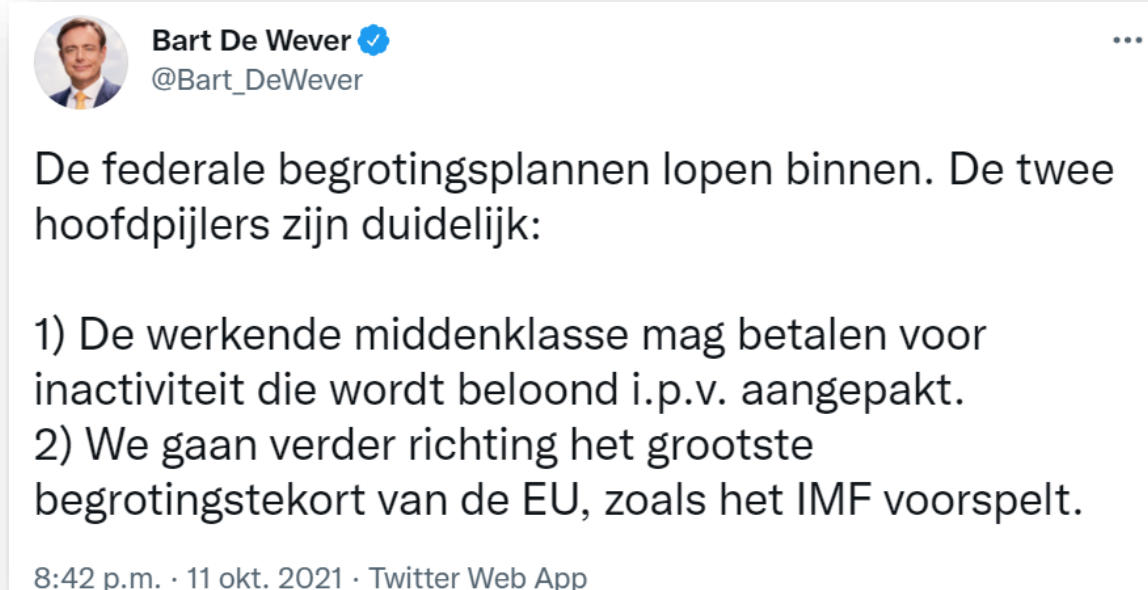 Bart De Wever
@Bart_DeWever
De federale begrotingsplannen lopen binnen. De twee
hoofdpijlers zijn duidelijk:
1) De werkende middenklasse mag betalen voor
inactiviteit die wordt beloond i.p.v. aangepakt.
2) We gaan verder richting het grootste
begrotingstekort van de EU, zoals het IMF voorspelt.
8:42 p.m. · 11 okt. 2021 · Twitter Web App